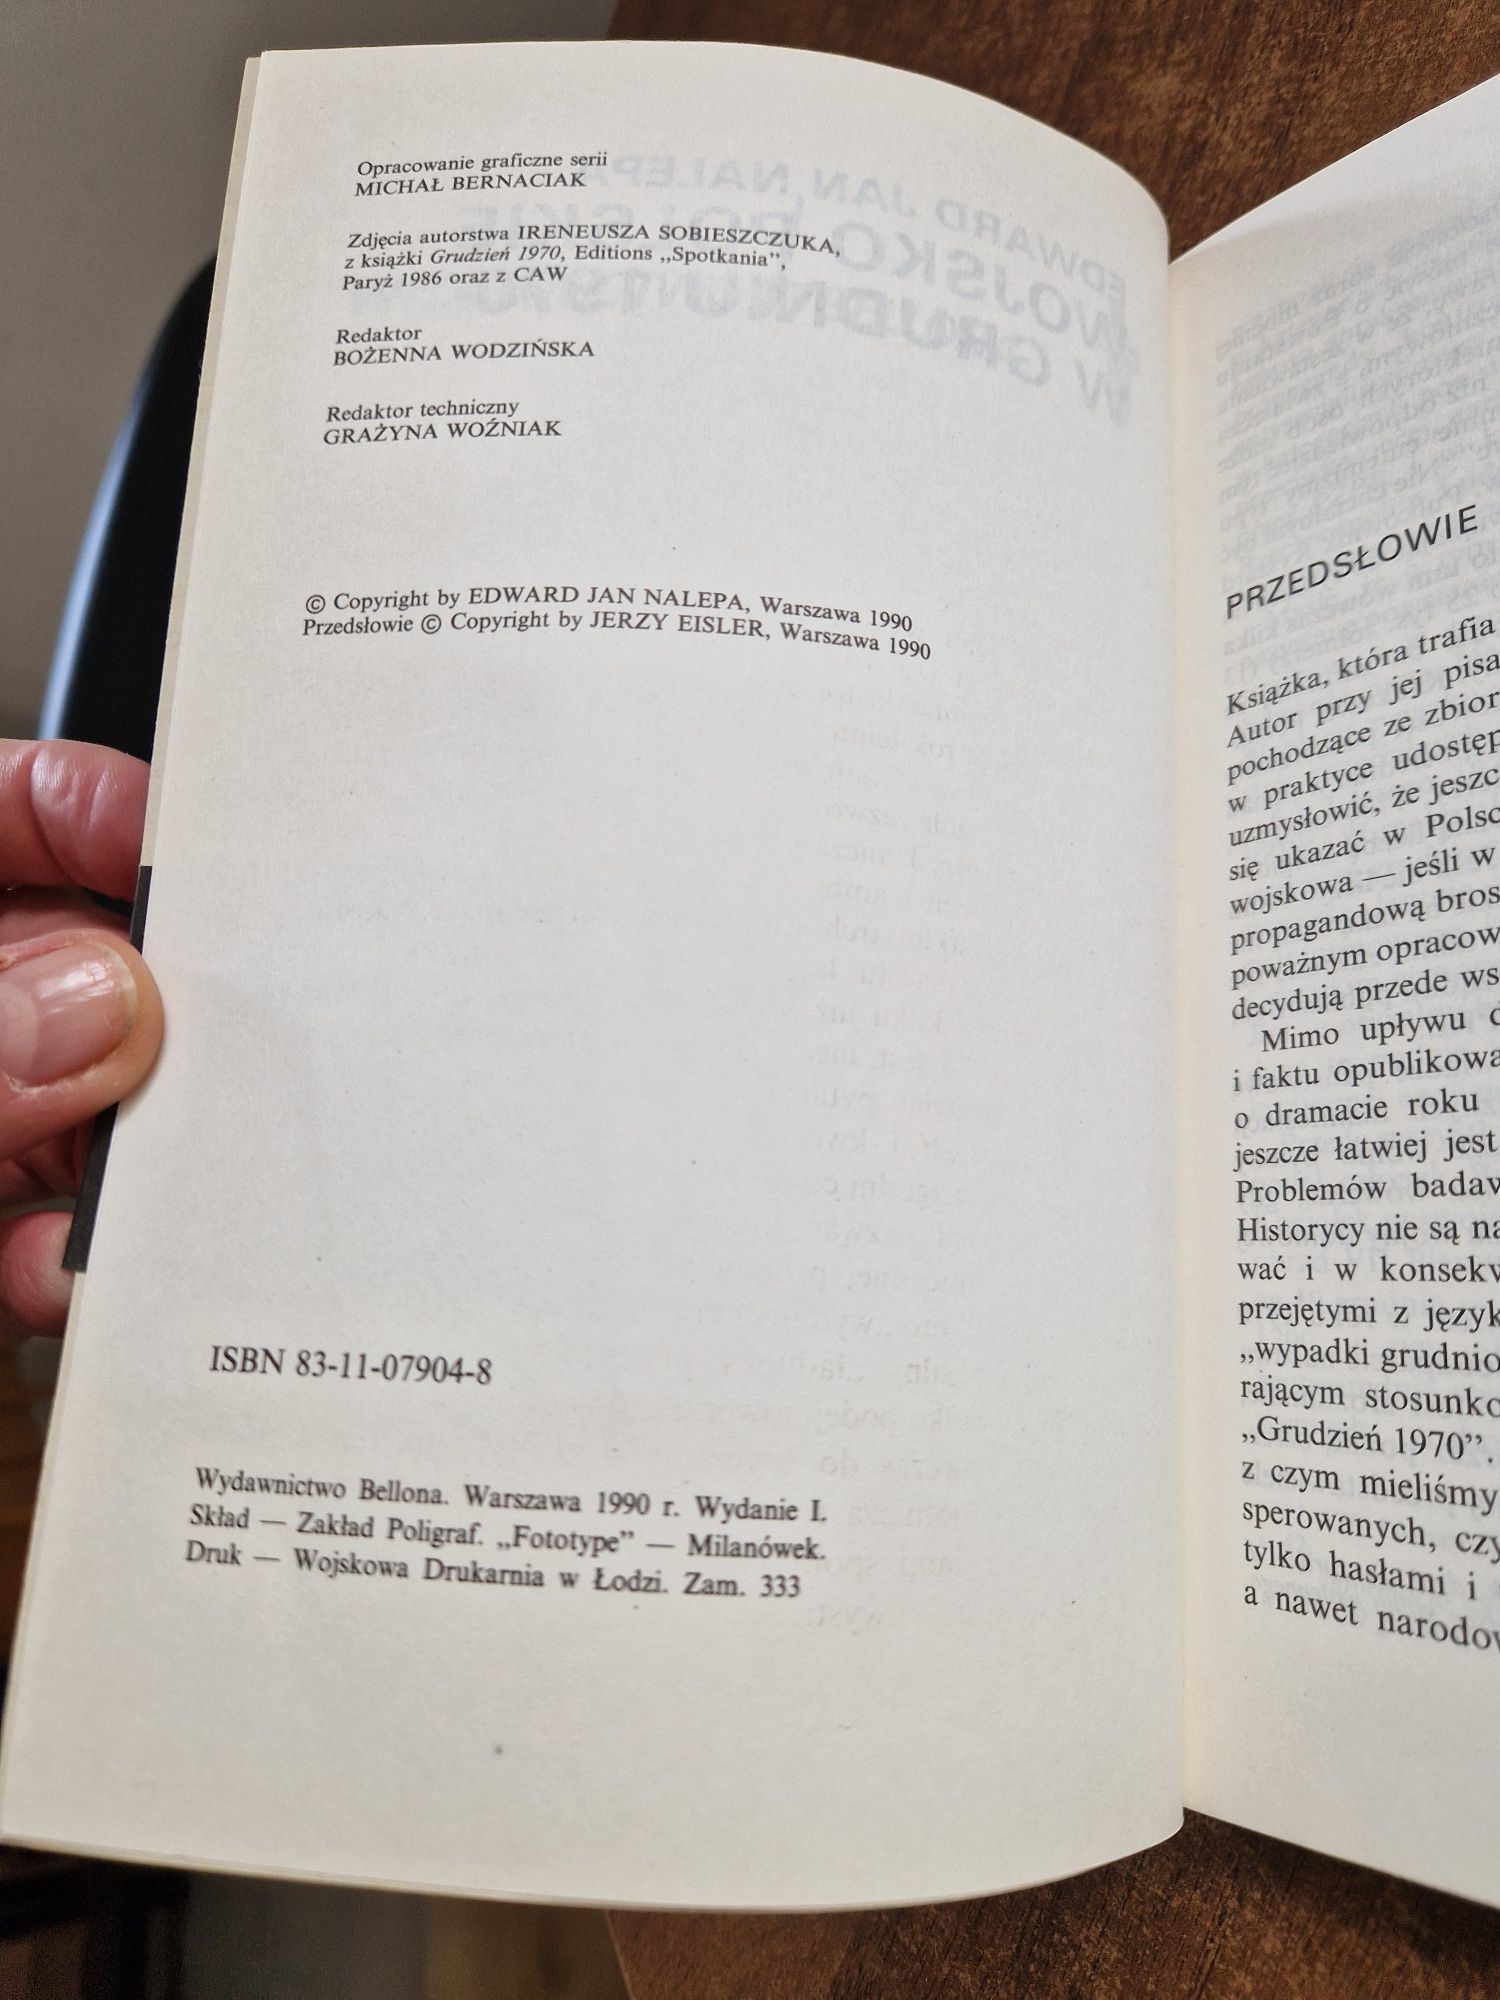 Opracowanie graficzne serii
MICHAŁ BERNACIAK
Zdjęcia autorstwa IRENEUSZA SOBIESZCZUKA,
z książki Grudzień 1970, Editions „Spotkania”,
Paryż 1986 oraz z CAW
Redaktor
BOŻENNA WODZIŃSKA
Redaktor techniczny
GRAŻYNA WOŹNIAK
© Copyright by EDWARD JAN NALEPA, Warszawa 1990
Przedsłowie © Copyright by JERZY EISLER, Warszawa 1990
ISBN 83-11-07904-8
Wydawnictwo Bellona. Warszawa 1990 r. Wydanie I.
Skład — Zakład Poligraf. „Fototype” — Milanówek.
Druk — Wojskowa Drukarnia w Łodzi. Zam. 333
PRZEDSŁOWIE
Książka, która trafia
Autor przy jej pisa
pochodzące ze zbior
w praktyce udostęp
uzmysłowić, że jeszc
się ukazać w Polsc
wojskowa — jeśli w
propagandową bros
poważnym opracow
decydują przede ws
Mimo upływu d
i faktu opublikowa
o dramacie roku
jeszcze łatwiej jest
Problemów badaw
Historycy nie są na
wać i w konsekw
przejętymi z język
„wypadki grudnio
rającym stosunko
„Grudzień 1970”.
z czym mieliśmy
sperowanych, czy
tylko hasłami i
a nawet narodow